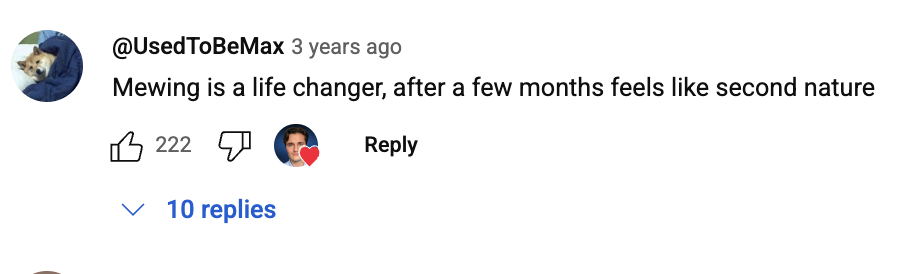 @UsedToBeMax 3 years ago
Mewing is a life changer, after a few months feels like second nature
222 Reply
10 replies